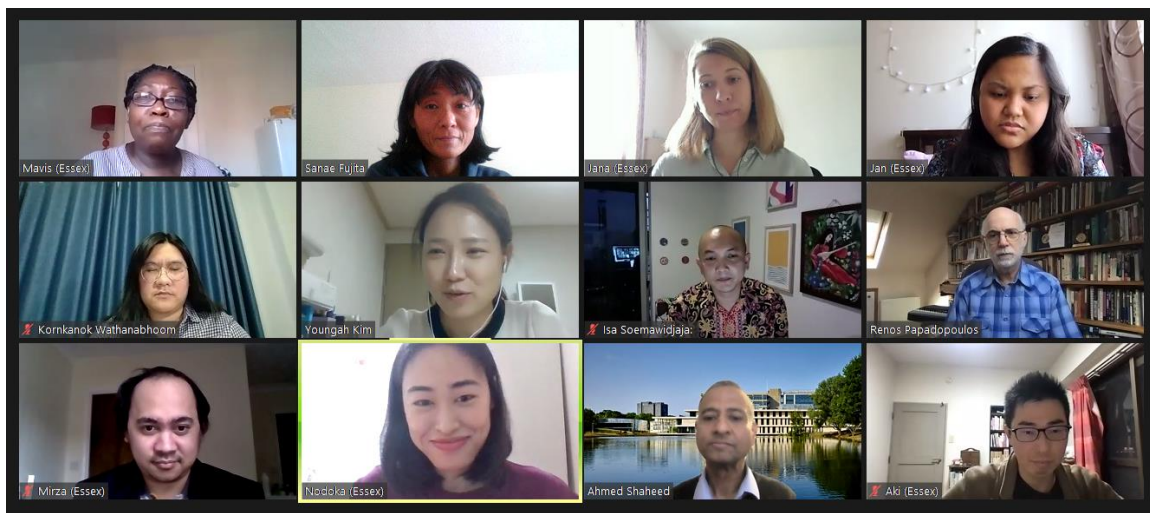 Mavis (Essex)
Sanae Fujita
Jana (Essex)
Jan (Essex)
Kornkanok Wathanabhoom
Youngah Kim
Isa Soemawidjaja
Renos Papadopoulos
Mirza (Essex)
Nodoka (Essex)
Ahmed Shaheed
Aki (Essex)